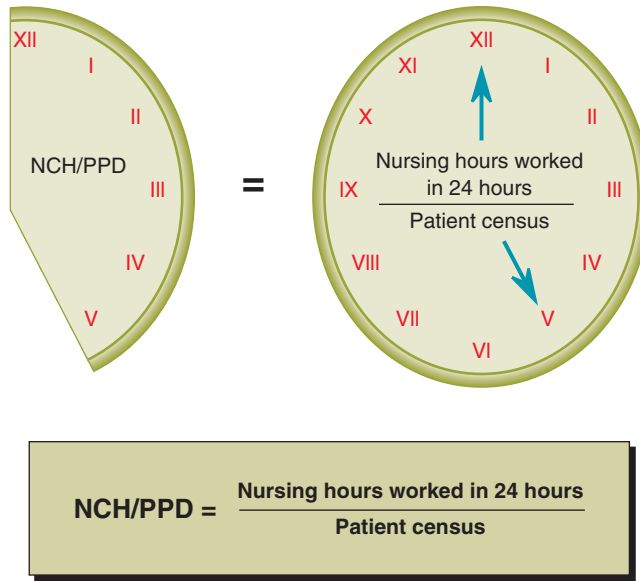 XII
I
II
III
IV
V
NCH/PPD
=
XII
I
II
III
IV
V
VI
VII
VIII
IX
X
XI
Nursing hours worked
in 24 hours
Patient census
NCH/PPD = Nursing hours worked in 24 hours
Patient census